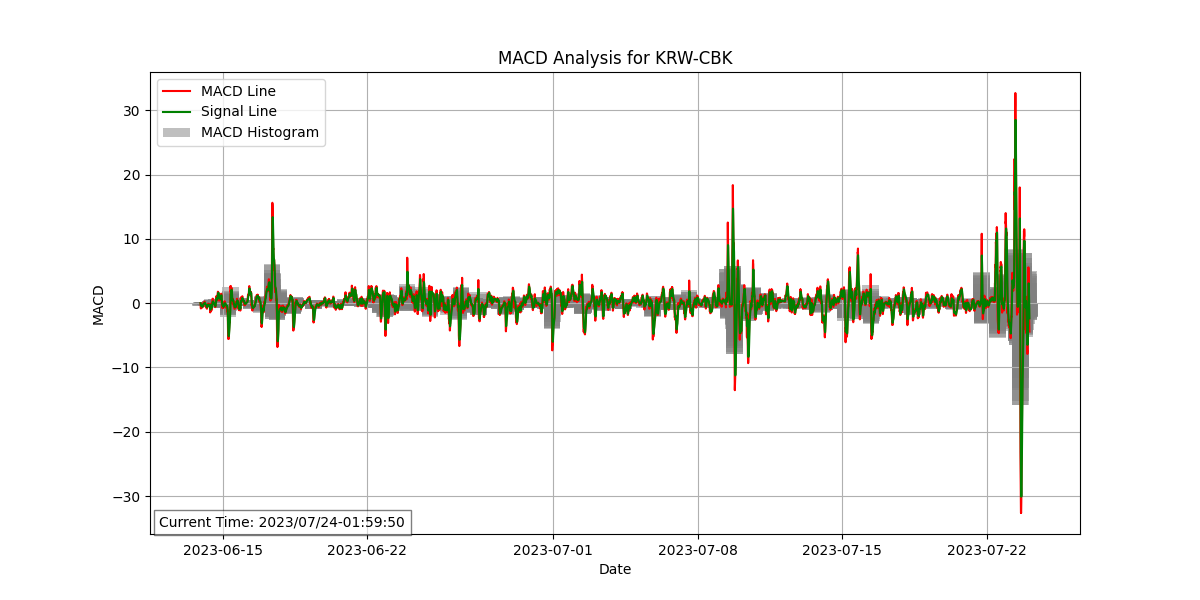 MACD Analysis for KRW-CBK
MACD Line
Signal Line
MACD Histogram
30
20
10
0
−10
−20
−30
MACD
Current Time: 2023/07/24-01:59:50
2023-06-15
2023-06-22
2023-07-01
2023-07-08
2023-07-15
2023-07-22
Date